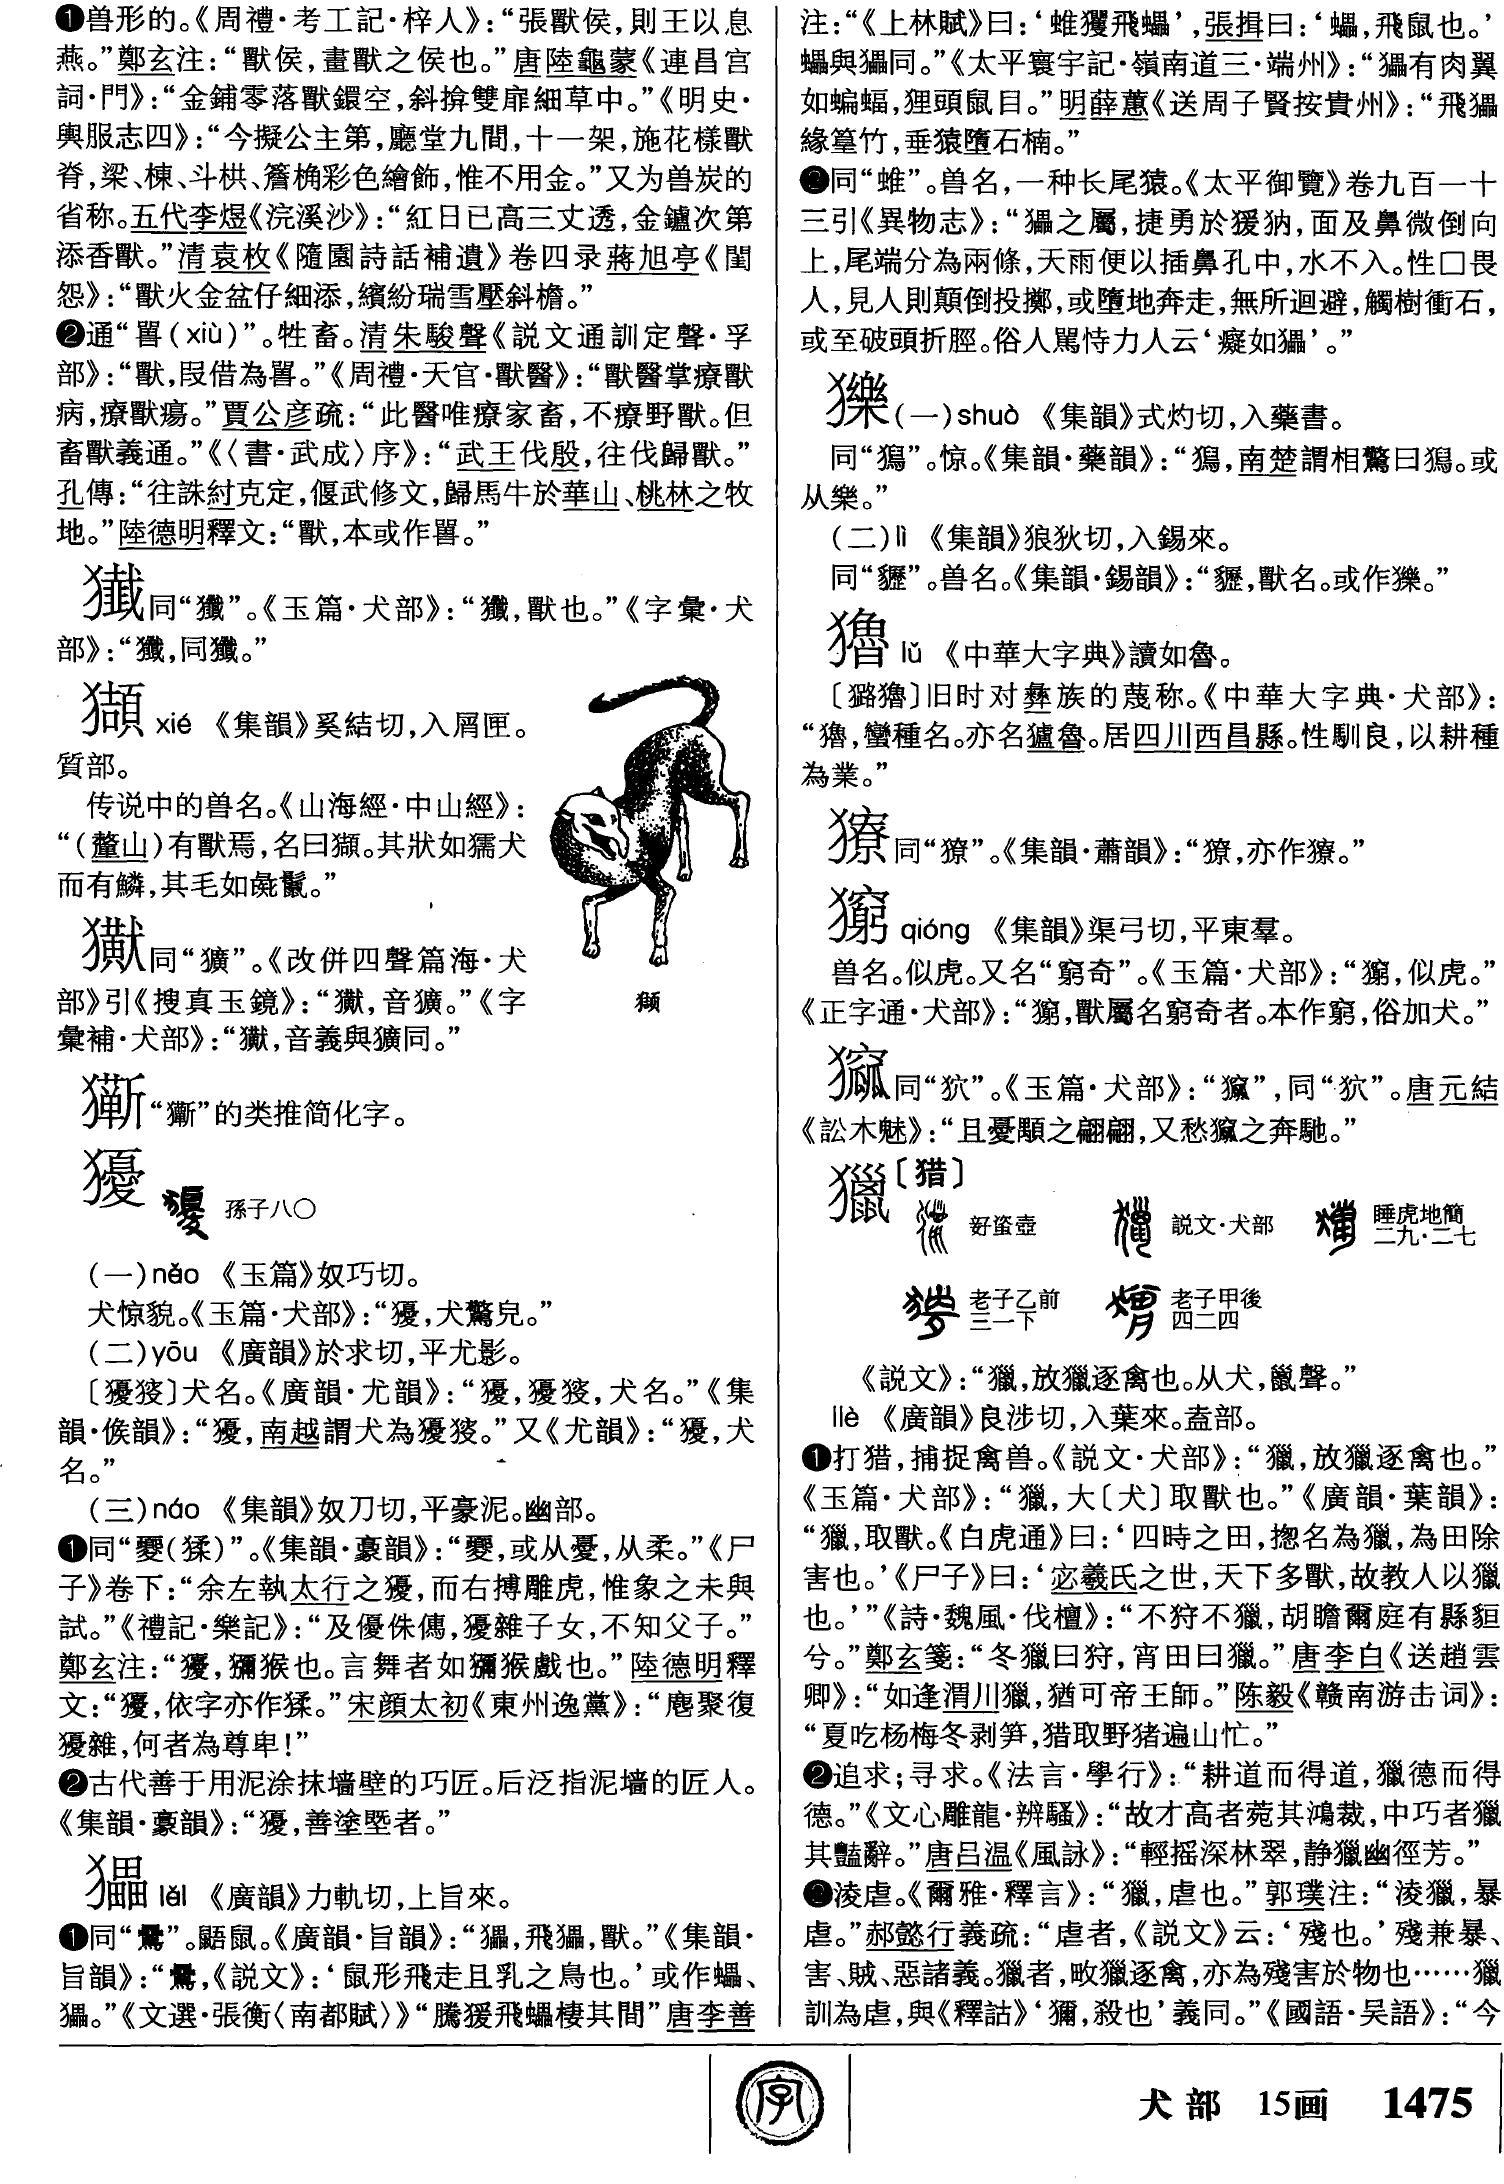 ❶兽形的。《周禮·考工記·梓人》：“張獸侯，則王以息
燕。”鄭玄注：“獸侯，畫獸之侯也。”唐陸龜蒙《連昌宫
詞·門》：“金鋪零落獸鐶空，斜揜雙扉細草中。”《明史·
輿服志四》：“今擬公主第，廳堂九間，十一架，施花樣獸
脊，梁、棟、斗栱、簷桷彩色繪飾，惟不用金。”又为兽炭的
省称。五代李煜《浣溪沙》：“紅日已高三丈透，金鑪次第
添香獸。”清袁枚《隨園詩話補遺》卷四录蔣旭亭《閨
怨》：“獸火金盆仔細添，繽紛瑞雪壓斜檐。”
❷通“嘼(xiù)”。牲畜。清朱駿聲《説文通訓定聲·孚
部》：“獸，叚借為嘼。”《周禮·天官·獸醫》：“獸醫掌療獸
病，療獸瘍。”賈公彦疏：“此醫唯療家畜，不療野獸。但
畜獸義通。”《〈書·武成〉序》：“武王伐殷，往伐歸獸。”
孔傳：“往誅紂克定，偃武修文，歸馬牛於華山、桃林之牧
地。”陸德明釋文：“獸，本或作嘼。”
同“玁”。《玉篇·犬部》：“，獸也。”《字彙·犬
部》：“，同。”
獬 xié 《集韻》奚結切，入屑匣。
質部。
传说中的兽名。《山海經·中山經》：
“(釐山)有獸焉，名曰𤢺。其狀如獳犬
而有鱗，其毛如彘鬣。”
同“獷”。《改併四聲篇海·犬
部》引《搜真玉鏡》：“，音獷。”《字
彙補·犬部》：“，音義與獷同。”
“”的类推简化字。
獶 孫子八〇
(一)nǎo 《玉篇》奴巧切。
犬惊貌。《玉篇·犬部》：“獶，犬驚皃。”
(二)yōu 《廣韻》於求切，平尤影。
〔獶㺅〕犬名。《廣韻·尤韻》：“獶，獶㺅，犬名。”《集
韻·侯韻》：“獶，南越謂犬為獶㺅。”又《尤韻》：“獶，犬
名。”
(三)náo 《集韻》奴刀切，平豪泥。幽部。
❶同“夒(猱)”。《集韻·豪韻》：“夒，或从憂，从柔。”《尸
子》卷下：“余左執太行之獶，而右搏雕虎，惟象之未與
試。”《禮記·樂記》：“及優侏儒，獶雜子女，不知父子。”
鄭玄注：“獶，獼猴也。言舞者如獼猴戲也。”陸德明釋
文：“獶，依字亦作猱。”宋顔太初《東州逸黨》：“麀聚復
獶雜，何者為尊卑！”
❷古代善于用泥涂抹墙壁的巧匠。后泛指泥墙的匠人。
《集韻·豪韻》：“獶，善塗塈者。”
㹎 lěi 《廣韻》力軌切，上旨來。
❶同“鸓”。鼯鼠。《廣韻·旨韻》：“，飛，獸。”《集韻·
旨韻》：“鸓，《説文》：‘鼠形飛走且乳之鳥也。’或作蠝、
。”《文選·張衡〈南都賦〉》“騰猨飛蠝棲其間”唐李善
注：“《上林賦》曰：‘蜼玃飛蠝’，張揖曰：‘蠝，飛鼠也。’
蠝與同。”《太平寰宇記·嶺南道三·端州》：“有肉翼
如蝙蝠，狸頭鼠目。”明薛蕙《送周子賢按貴州》：“飛
緣篁竹，垂猿墮石楠。”
❷同“蜼”。兽名，一种长尾猿。《太平御覽》卷九百一十
三引《異物志》：“之屬，捷勇於猨狖，面及鼻微倒向
上，尾端分為兩條，天雨便以插鼻孔中，水不入。性□畏
人，見人則顛倒投擲，或墮地奔走，無所迴避，觸樹衝石，
或至破頭折脛。俗人駡恃力人云‘癡如’。”
㺟(一)shuò 《集韻》式灼切，入藥書。
同“獡”。惊。《集韻·藥韻》：“獡，南楚謂相驚曰獡。或
从樂。”
(二)lì 《集韻》狼狄切，入錫來。
同“䝀”。兽名。《集韻·錫韻》：“，獸名。或作。”
lǔ 《中華大字典》讀如魯。
〔〕旧时对彝族的蔑称。《中華大字典·犬部》：
“，蠻種名。亦名獹魯。居四川西昌縣。性馴良，以耕種
為業。”
同“獠”。《集韻·蕭韻》：“獠，亦作。”
qióng 《集韻》渠弓切，平東羣。
兽名。似虎。又名“窮奇”。《玉篇·犬部》：“，似虎。”
《正字通·犬部》：“，獸屬名窮奇者。本作窮，俗加犬。”
同“狖”。《玉篇·犬部》：“”，同“狖”。唐元結
《訟木魅》：“且憂顒之翩翩，又愁之奔馳。”
獵〔猎〕
𧊒壺 説文·犬部 睡虎地簡
二九·二七
老子乙前
三一下
老子甲後
四二四
《説文》：“獵，放獵逐禽也。从犬，巤聲。”
liè 《廣韻》良涉切，入葉來。盍部。
❶打猎，捕捉禽兽。《説文·犬部》：“獵，放獵逐禽也。”
《玉篇·犬部》：“獵，大〔犬〕取獸也。”《廣韻·葉韻》：
“獵，取獸。《白虎通》曰：‘四時之田，揔名為獵，為田除
害也。’《尸子》曰：‘宓羲氏之世，天下多獸，故教人以獵
也。’”《詩·魏風·伐檀》：“不狩不獵，胡瞻爾庭有縣貆
兮。”鄭玄箋：“冬獵曰狩，宵田曰獵。”唐李白《送趙雲
卿》：“如逢渭川獵，猶可帝王師。”陈毅《赣南游击词》：
“夏吃杨梅冬剥笋，猎取野猪遍山忙。”
❷追求；寻求。《法言·學行》：“耕道而得道，獵德而得
德。”《文心雕龍·辨騷》：“故才高者菀其鴻裁，中巧者獵
其豔辭。”唐吕温《風詠》：“輕摇深林翠，静獵幽徑芳。”
❸凌虐。《爾雅·釋言》：“獵，虐也。”郭璞注：“淩獵，暴
虐。”郝懿行義疏：“虐者，《説文》云：‘殘也。’殘兼暴、
害、賊、惡諸義。獵者，畋獵逐禽，亦為殘害於物也……獵
訓為虐，與《釋詁》‘獮，殺也’義同。”《國語·吴語》：“今
字
犬部 15画 1475